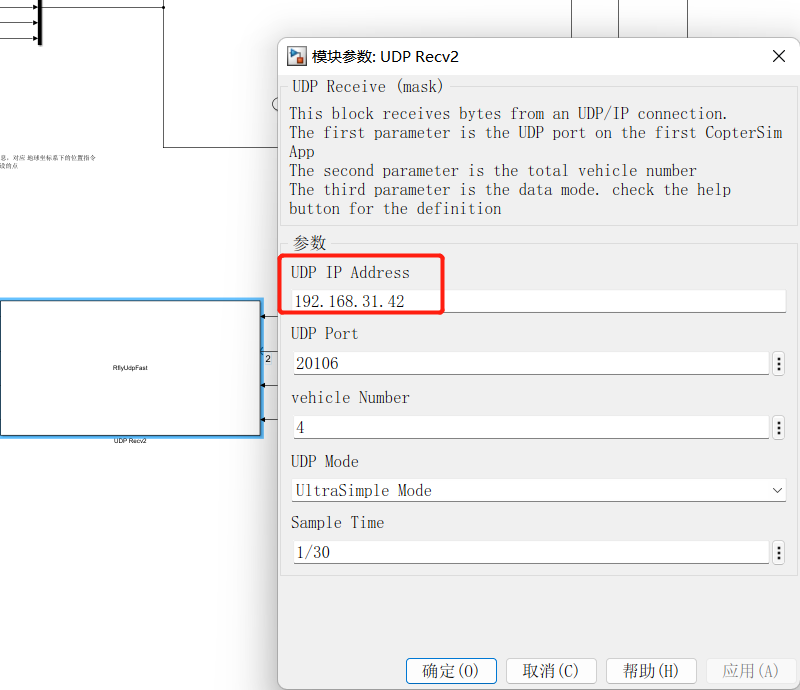 模块参数: UDP Recv2
UDP Receive (mask)
This block receives bytes from an UDP/IP connection.
The first parameter is the UDP port on the first CopterSim
App
The second parameter is the total vehicle number
The third parameter is the data mode. check the help
button for the definition
息，对应 地球坐标系下的位置指令
参数
UDP IP Address
192.168.31.42
UDP Port
20106
vehicle Number
4
UDP Mode
UltraSimple Mode
Sample Time
1/30
RflyUdpFast
2
UDP Recv2
确定(O)
取消(C)
帮助(H)
应用(A)